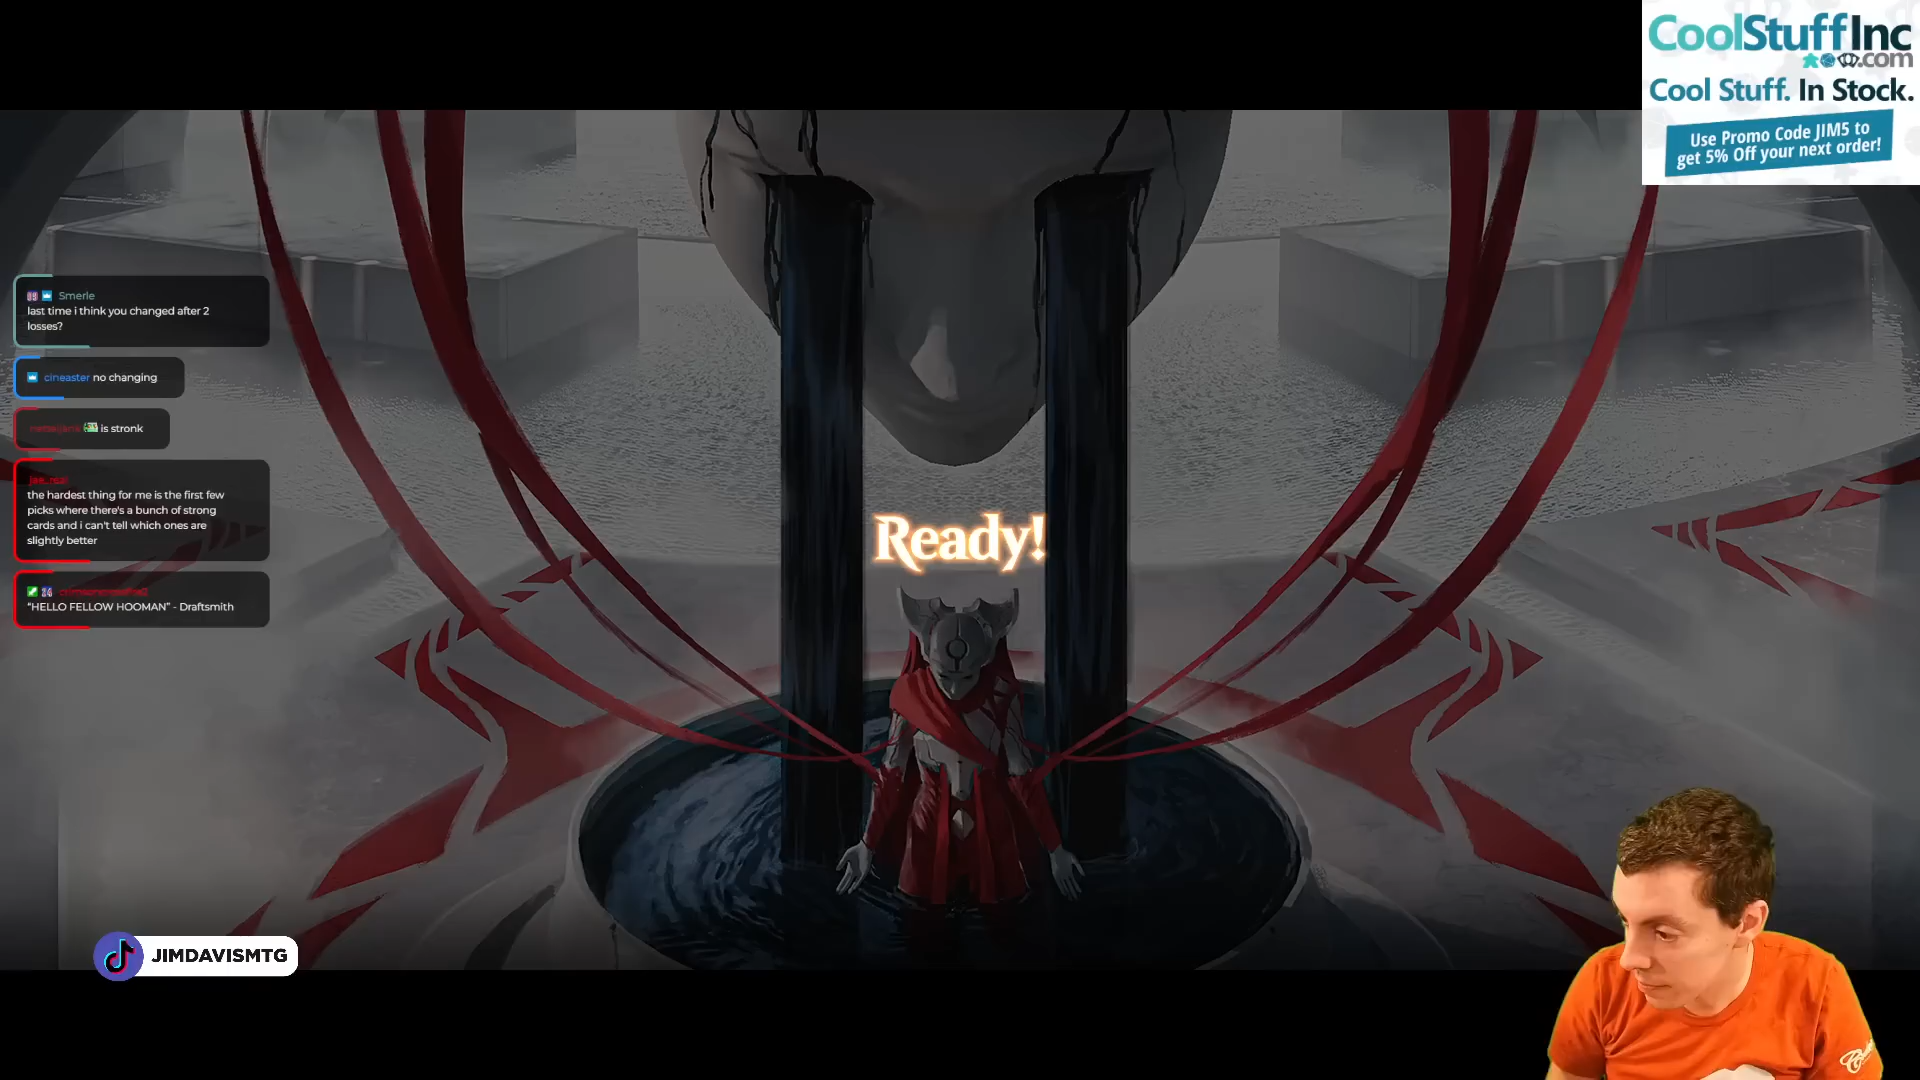 CoolStuffInc
.com
Cool Stuff. In Stock.
Use Promo Code JIM5 to
get 5% Off your next order!
Smerle
last time i think you changed after 2
losses?
cineaster no changing
is stronk
the hardest thing for me is the first few
picks where there's a bunch of strong
cards and i can't tell which ones are
slightly better
"HELLO FELLOW HOOMAN" - Draftsmith
Ready!
JIMDAVISMTG